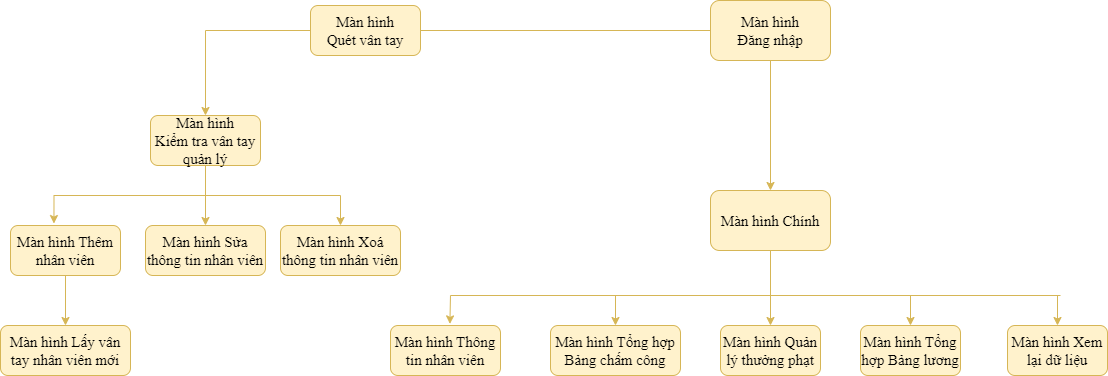 Màn hình
Quét vân tay
Màn hình
Đăng nhập
Màn hình
Kiểm tra vân tay
quản lý
Màn hình Chính
Màn hình Thêm
nhân viên
Màn hình Sửa
thông tin nhân viên
Màn hình Xoá
thông tin nhân viên
Màn hình Lấy vân
tay nhân viên mới
Màn hình Thông
tin nhân viên
Màn hình Tổng hợp
Bảng chấm công
Màn hình Quản
lý thưởng phạt
Màn hình Tổng
hợp Bảng lương
Màn hình Xem
lại dữ liệu